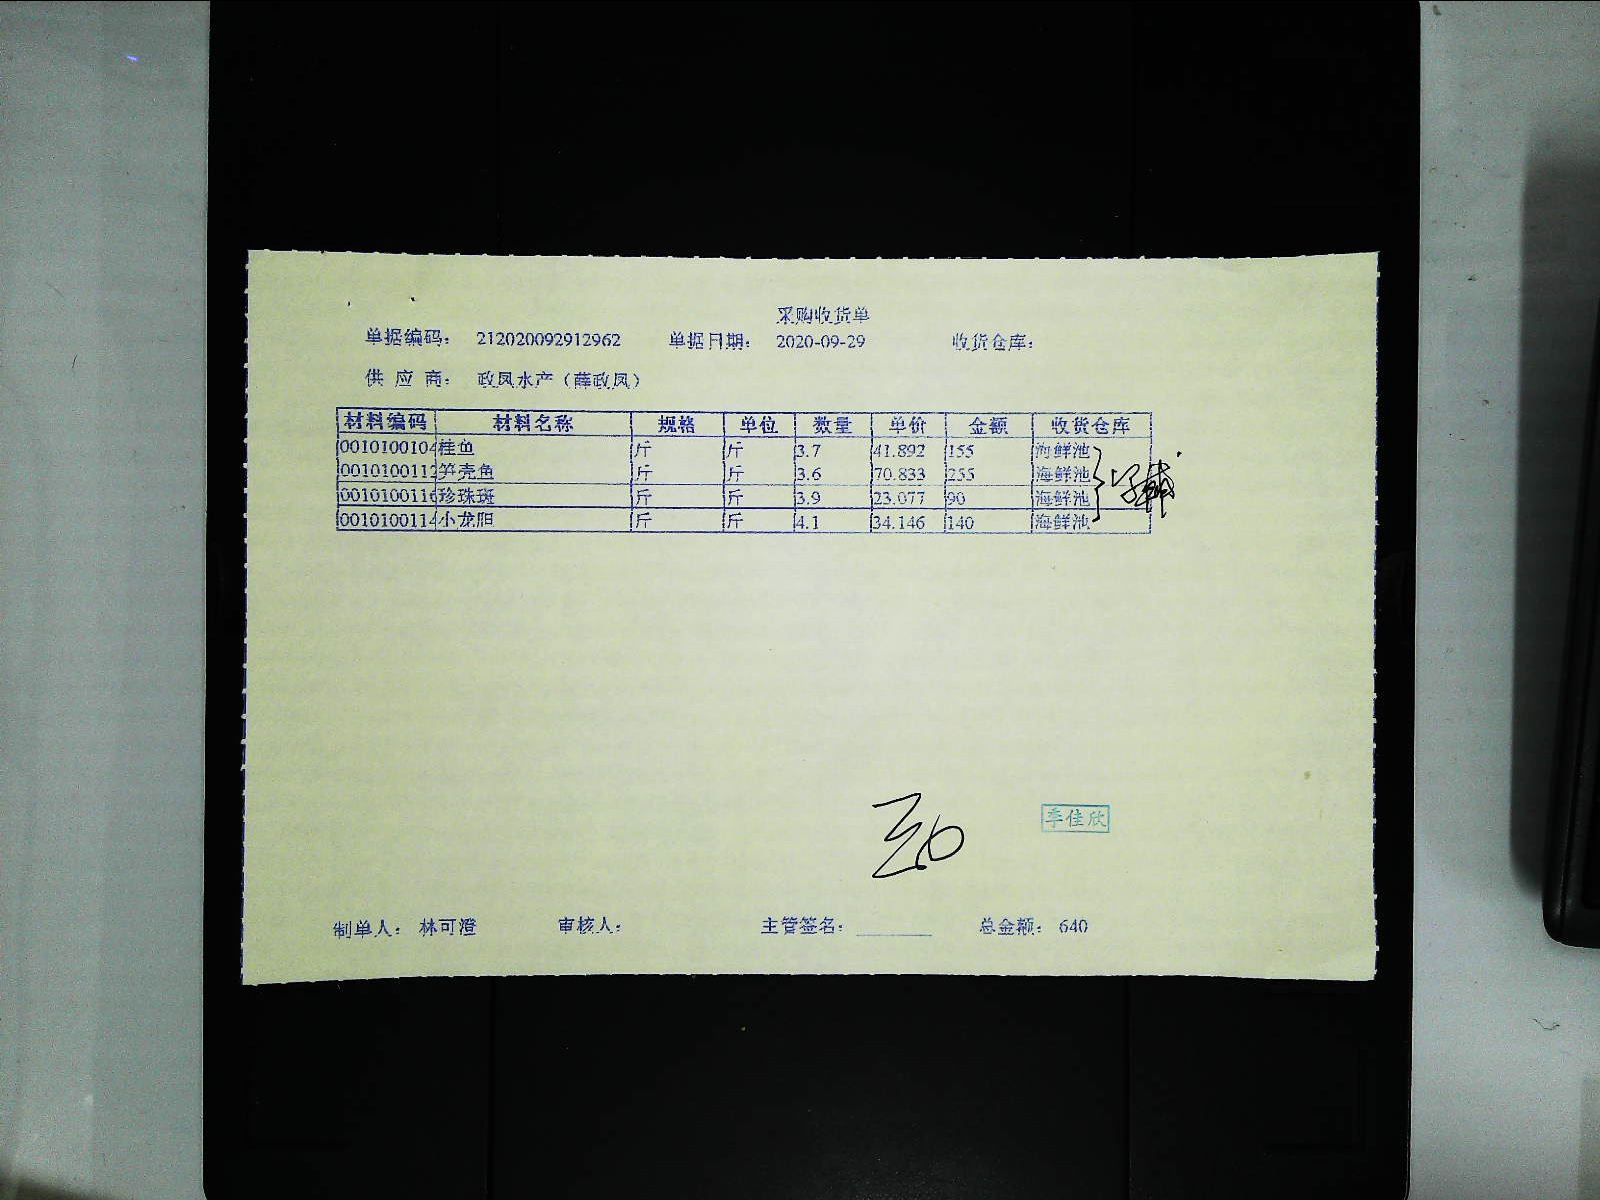 采购收货单
单据编码： 212020092912962 单据日期： 2020-09-29 收货仓库：
供 应 商： 政凤水产（薛政凤）
材料编码 材料名称 规格 单位 数量 单价 金额 收货仓库
0010100104 桂鱼 斤 斤 3.7 41.892 155 海鲜池
0010100112 笋壳鱼 斤 斤 3.6 70.833 255 海鲜池
0010100116 珍珠斑 斤 斤 3.9 23.077 90 海鲜池
0010100114 小龙胆 斤 斤 4.1 34.146 140 海鲜池
李佳欣
制单人： 林可澄 审核人： 主管签名： 总金额： 640